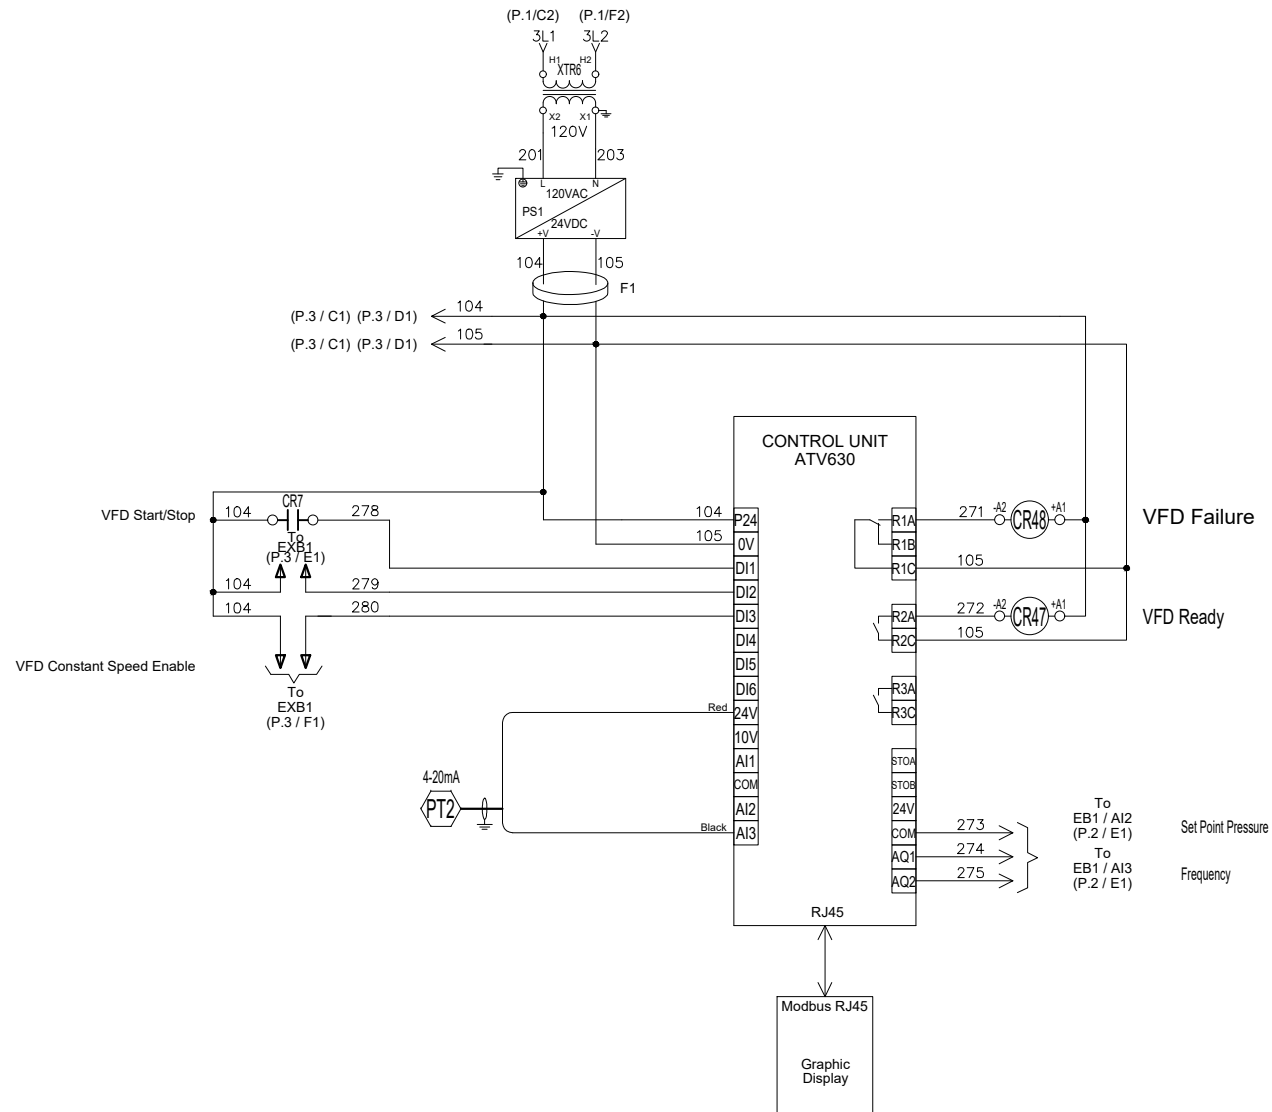 (P.1/C2) (P.1/F2)
3L1 3L2
H1 H2
XTR6
X2 X1
120V
201 203
L N
120VAC
PS1
24VDC
+V -V
104 105
F1
(P.3 / C1) (P.3 / D1) 104
(P.3 / C1) (P.3 / D1) 105
CONTROL UNIT
ATV630
VFD Start/Stop
104 CR7 278
To
EXB1
(P.3 / E1)
104 279
104 280
VFD Constant Speed Enable
To
EXB1
(P.3 / F1)
104 P24
105 0V
DI1
DI2
DI3
DI4
DI5
DI6
Red 24V
10V
AI1
COM
AI2
Black AI3
4-20mA
PT2
R1A 271 -A2 CR48 +A1 VFD Failure
R1B
R1C 105
R2A 272 -A2 CR47 +A1 VFD Ready
R2C 105
R3A
R3C
STOA
STOB
24V
COM 273
AQ1 274
AQ2 275
To
EB1 / AI2
(P.2 / E1)
Set Point Pressure
To
EB1 / AI3
(P.2 / E1)
Frequency
RJ45
Modbus RJ45
Graphic
Display